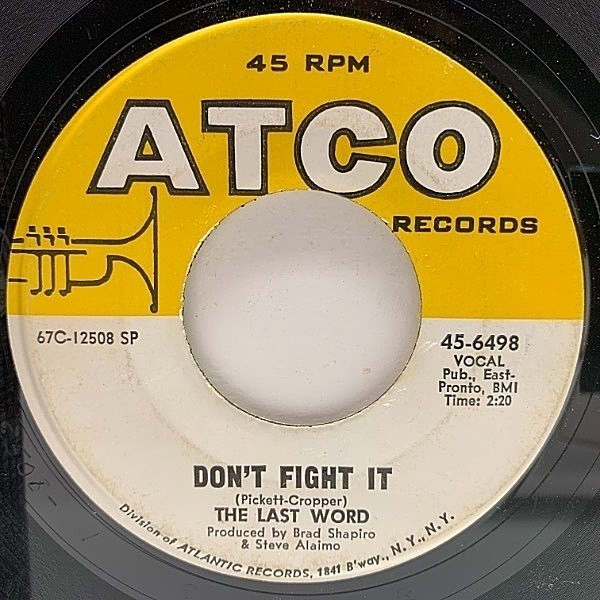 45 RPM
ATCO
RECORDS
67C-12508 SP
45-6498
VOCAL
Pub., East-
Pronto, BMI
Time: 2:20
DON'T FIGHT IT
(Pickett-Cropper)
THE LAST WORD
Produced by Brad Shapiro
& Steve Alaimo
Division of ATLANTIC RECORDS, 1841 B'way., N.Y., N.Y.